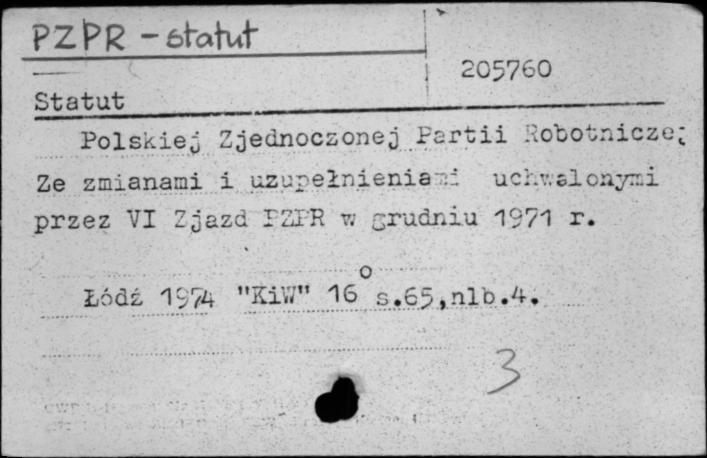 PZPR - statut
205760
Statut
Polskiej Zjednoczonej Partii Robotniczej
Ze zmianami i uzupełnieniami uchwalonymi
przez VI Zjazd PZPR w grudniu 1971 r.
Łódź 1974 "KiW" 16° s.65,nlb.4.
3